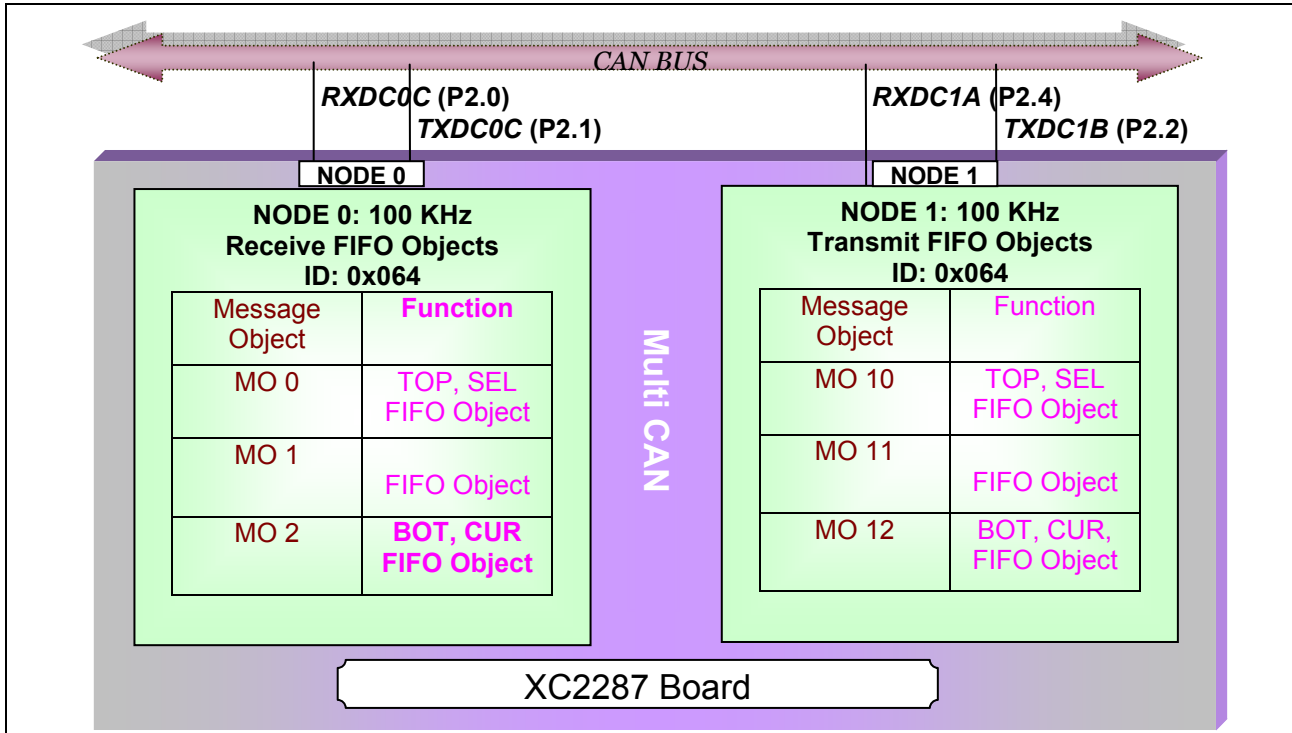 CAN BUS
RXDC0C (P2.0)
TXDC0C (P2.1)
RXDC1A (P2.4)
TXDC1B (P2.2)
NODE 0
NODE 0: 100 KHz
Receive FIFO Objects
ID: 0x064
Message Object
Function
MO 0
TOP, SEL
FIFO Object
MO 1
FIFO Object
MO 2
BOT, CUR
FIFO Object
Multi CAN
NODE 1
NODE 1: 100 KHz
Transmit FIFO Objects
ID: 0x064
Message Object
Function
MO 10
TOP, SEL
FIFO Object
MO 11
FIFO Object
MO 12
BOT, CUR,
FIFO Object
XC2287 Board